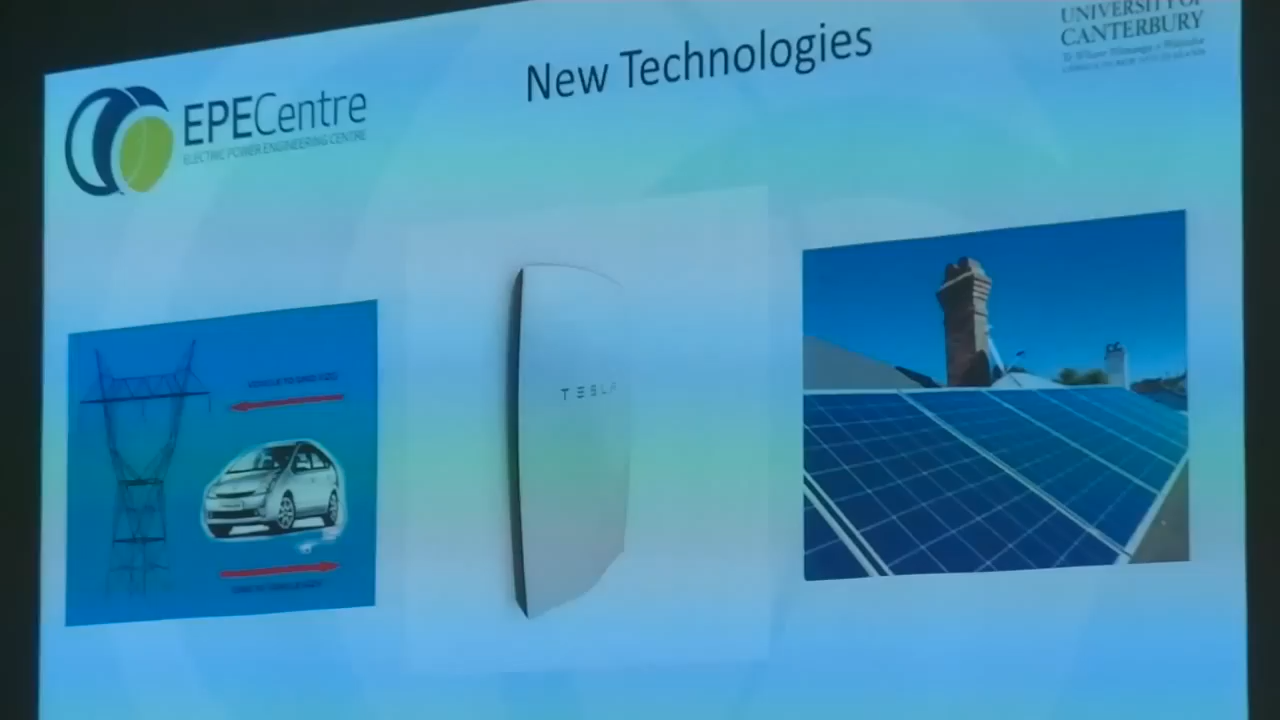 New Technologies
UNIVERSITY OF
CANTERBURY
EPECentre
ELECTRIC POWER ENGINEERING CENTRE
TESLA